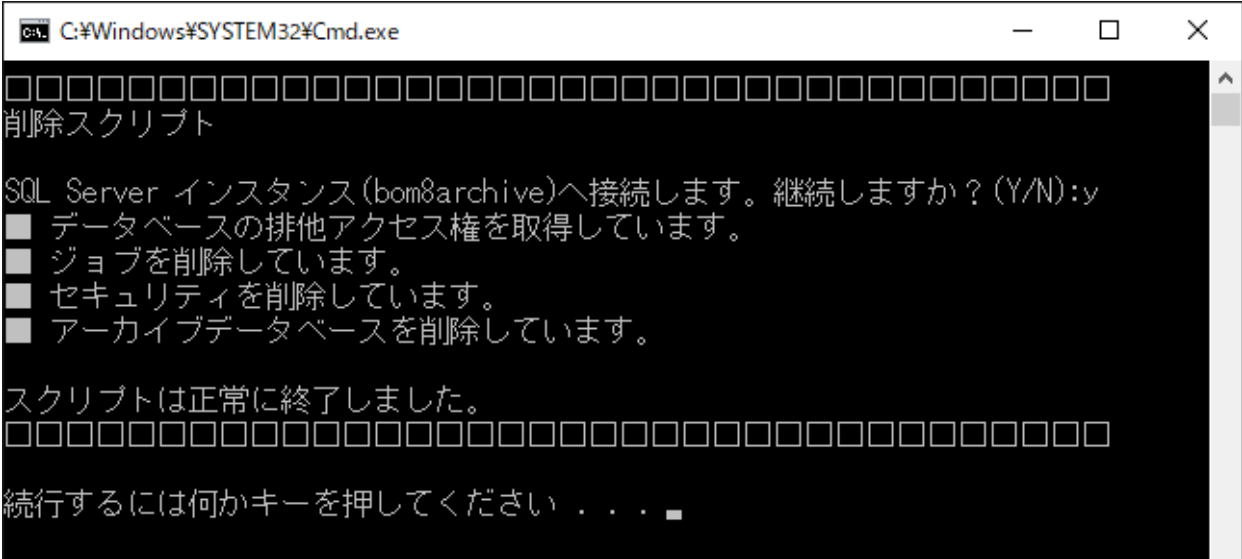 C:¥Windows¥SYSTEM32¥Cmd.exe
□□□□□□□□□□□□□□□□□□□□□□□□□□□□□□□□□□□□
削除スクリプト
SQL Server インスタンス(bom8archive)へ接続します。継続しますか？(Y/N):y
■ データベースの排他アクセス権を取得しています。
■ ジョブを削除しています。
■ セキュリティを削除しています。
■ アーカイブデータベースを削除しています。
スクリプトは正常に終了しました。
□□□□□□□□□□□□□□□□□□□□□□□□□□□□□□□□□□□□
続行するには何かキーを押してください . . .